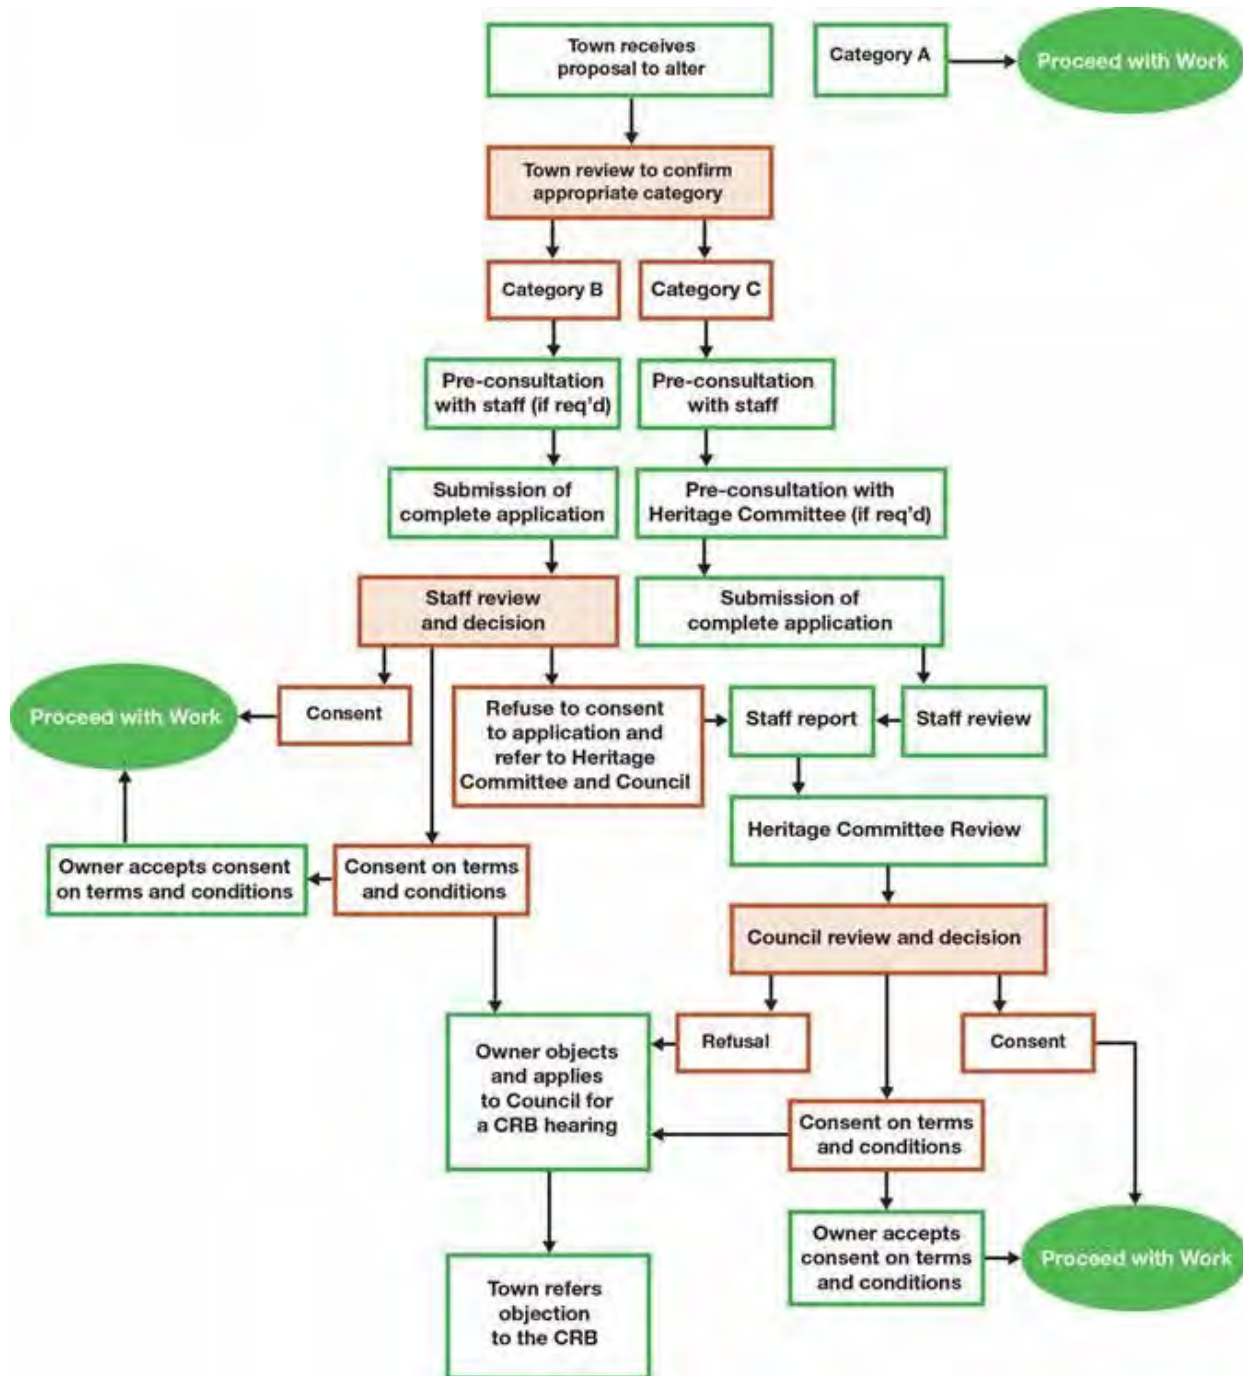 Town receives
proposal to alter
Category A
Proceed with Work
Town review to confirm
appropriate category
Category B
Category C
Pre-consultation
with staff (if req'd)
Pre-consultation
with staff
Submission of
complete application
Pre-consultation with
Heritage Committee (if req'd)
Staff review
and decision
Submission of
complete application
Proceed with Work
Consent
Refuse to consent
to application and
refer to Heritage
Committee and Council
Staff report
Staff review
Heritage Committee Review
Owner accepts consent
on terms and conditions
Consent on terms
and conditions
Council review and decision
Owner objects
and applies
to Council for
a CRB hearing
Refusal
Consent
Consent on terms
and conditions
Owner accepts
consent on terms
and conditions
Proceed with Work
Town refers
objection
to the CRB